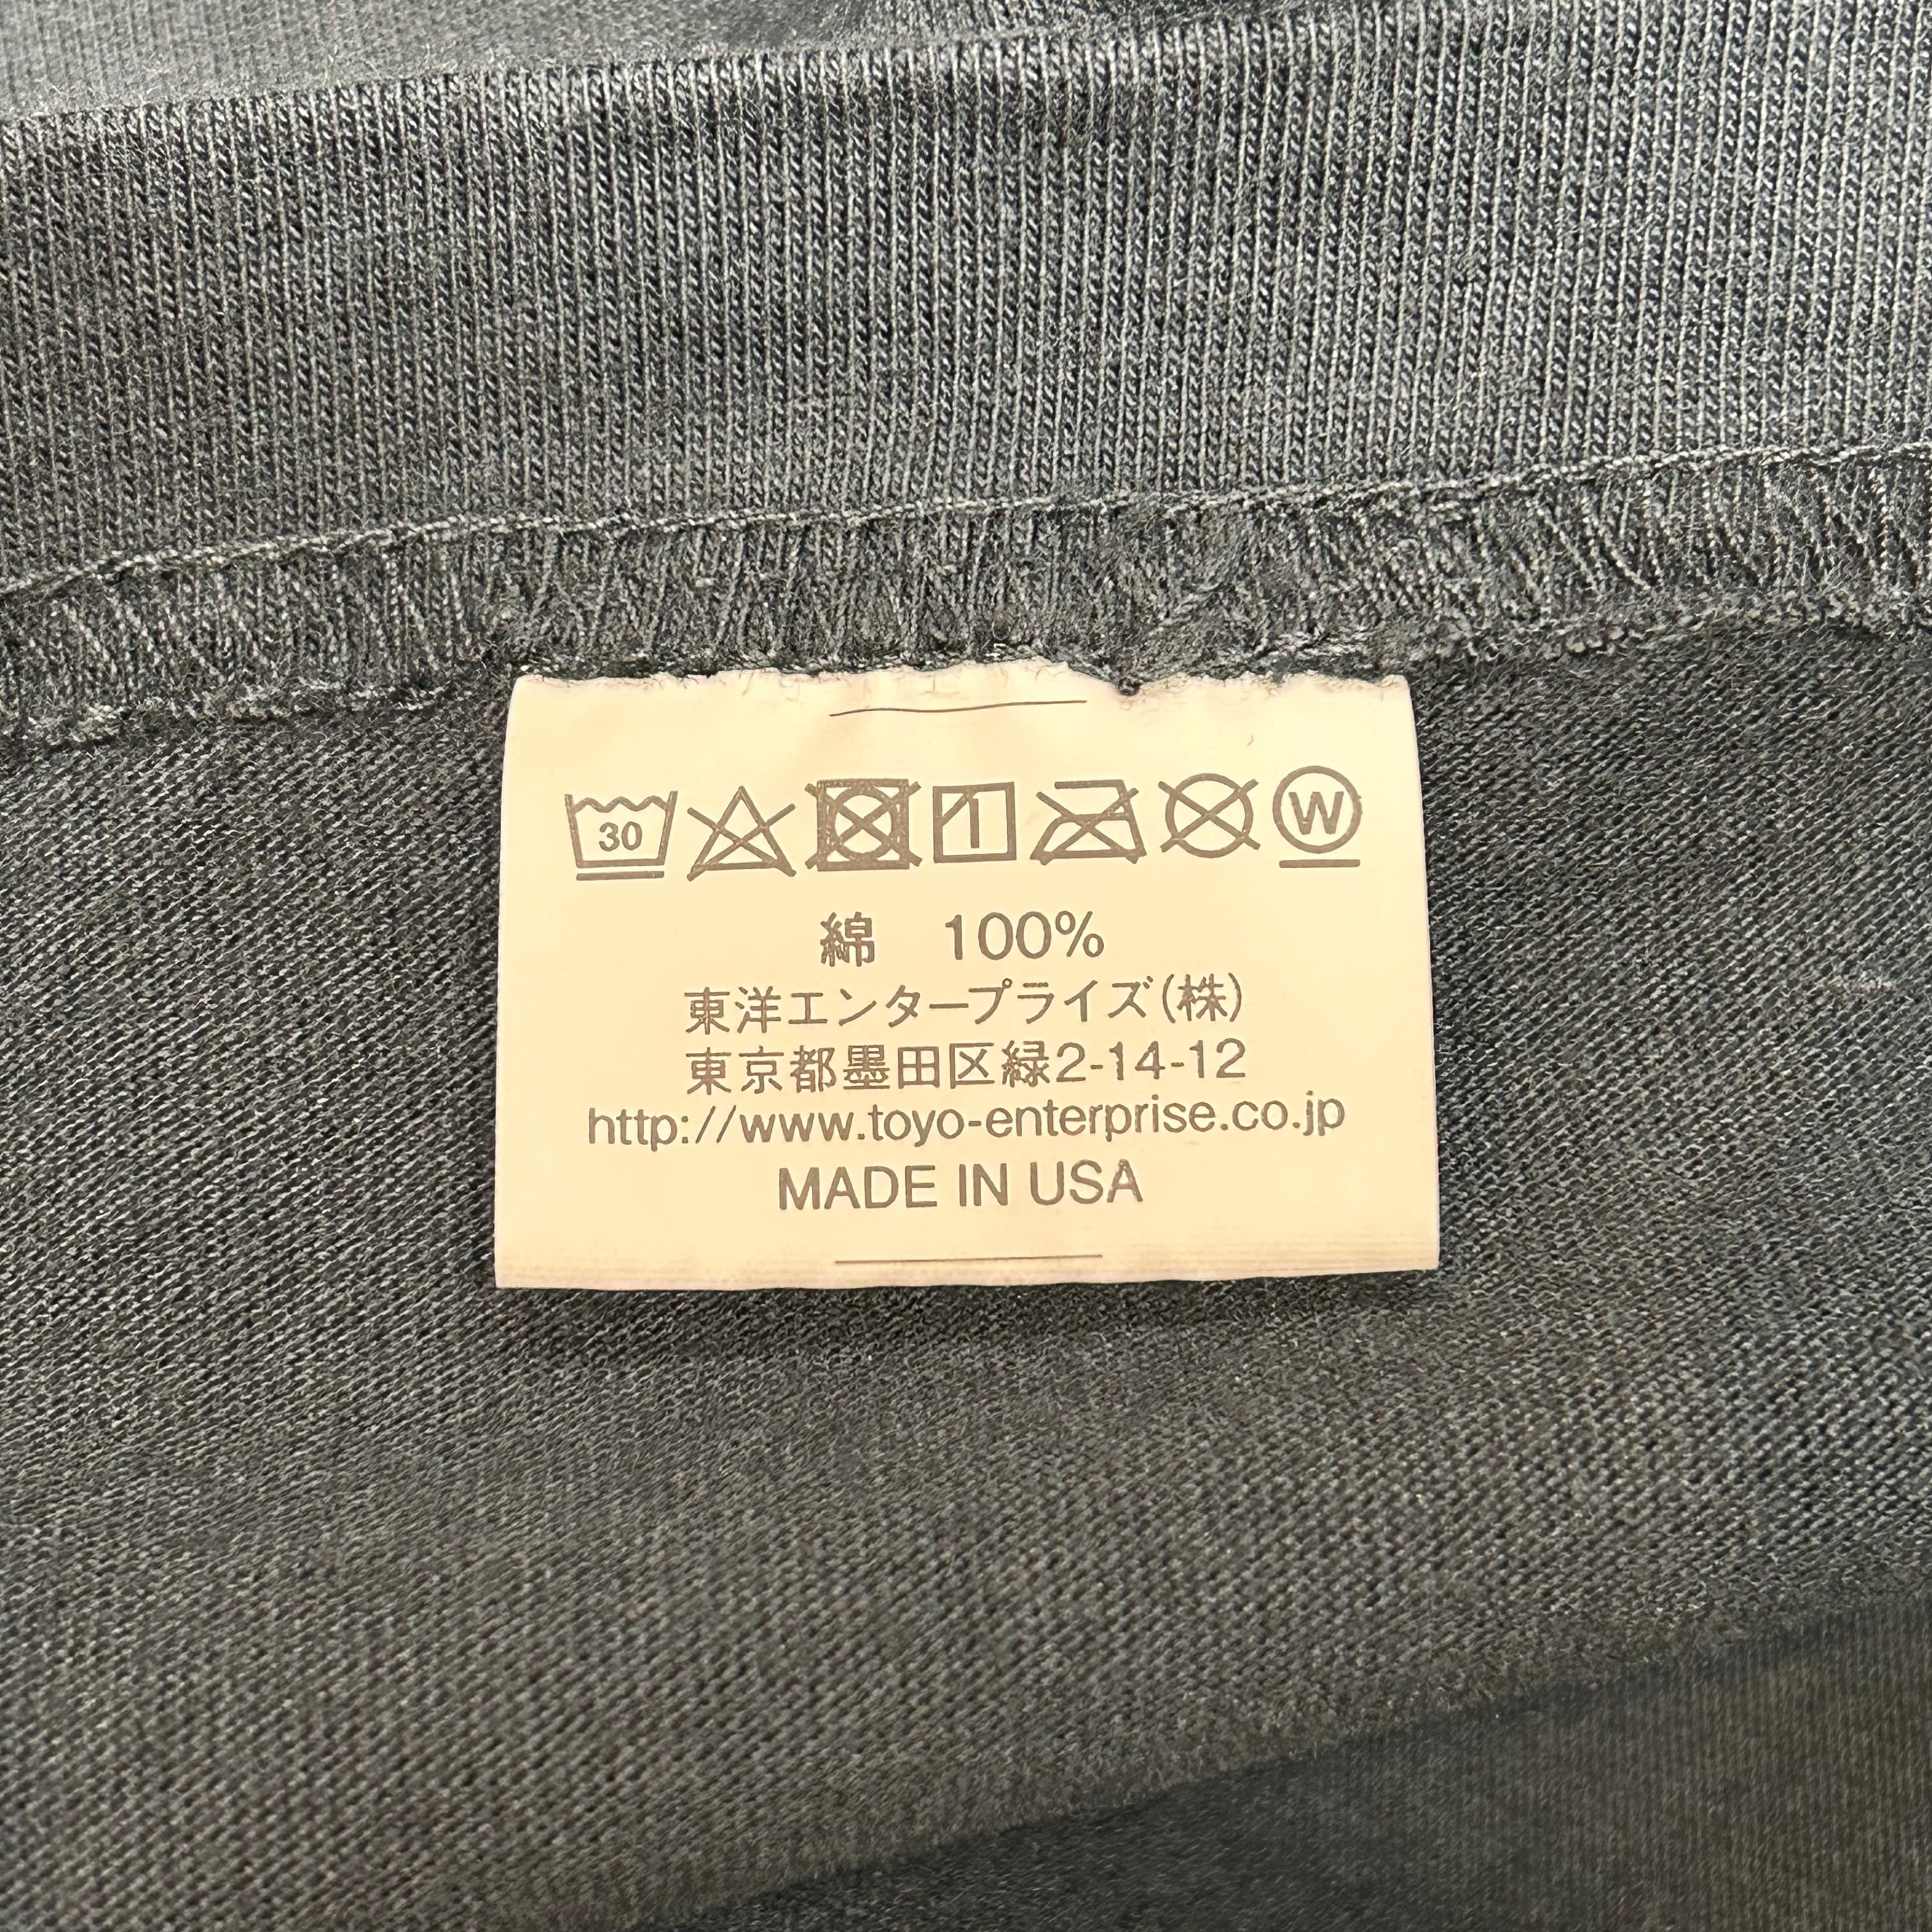 30
W
綿　100%
東洋エンタープライズ(株)
東京都墨田区緑2-14-12
http://www.toyo-enterprise.co.jp
MADE IN USA